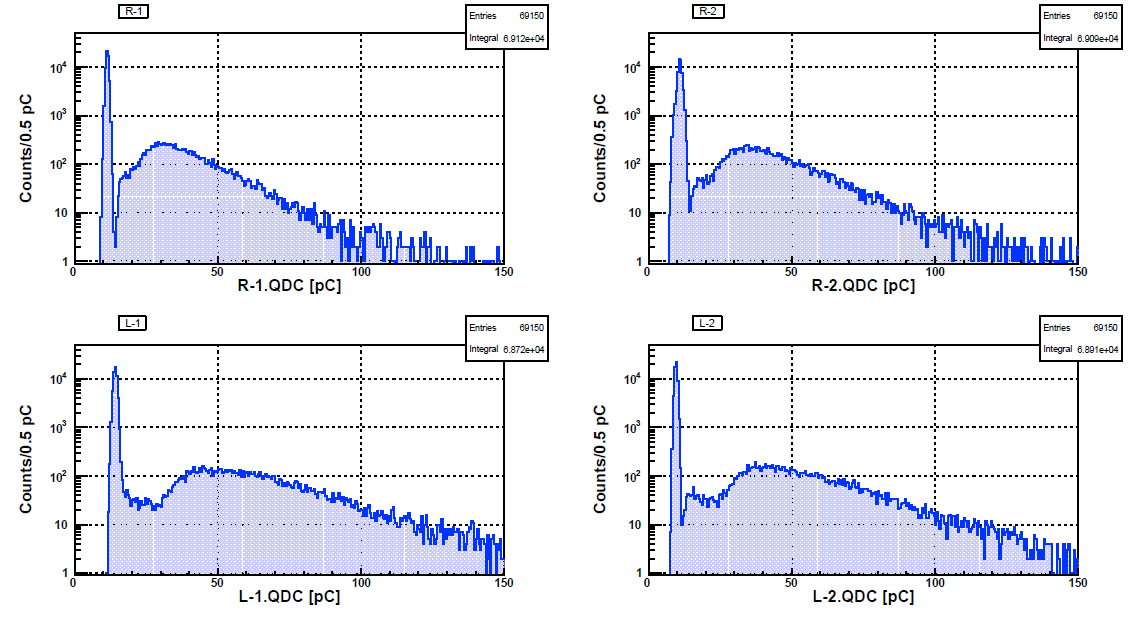 R-1
Entries 69150
Integral 6.912e+04
10^4
10^3
10^2
10
1
Counts/0.5 pC
0 50 100 150
R-1.QDC [pC]
R-2
Entries 69150
Integral 6.909e+04
10^4
10^3
10^2
10
1
Counts/0.5 pC
0 50 100 150
R-2.QDC [pC]
L-1
Entries 69150
Integral 6.872e+04
10^4
10^3
10^2
10
1
Counts/0.5 pC
0 50 100 150
L-1.QDC [pC]
L-2
Entries 69150
Integral 6.891e+04
10^4
10^3
10^2
10
1
Counts/0.5 pC
0 50 100 150
L-2.QDC [pC]